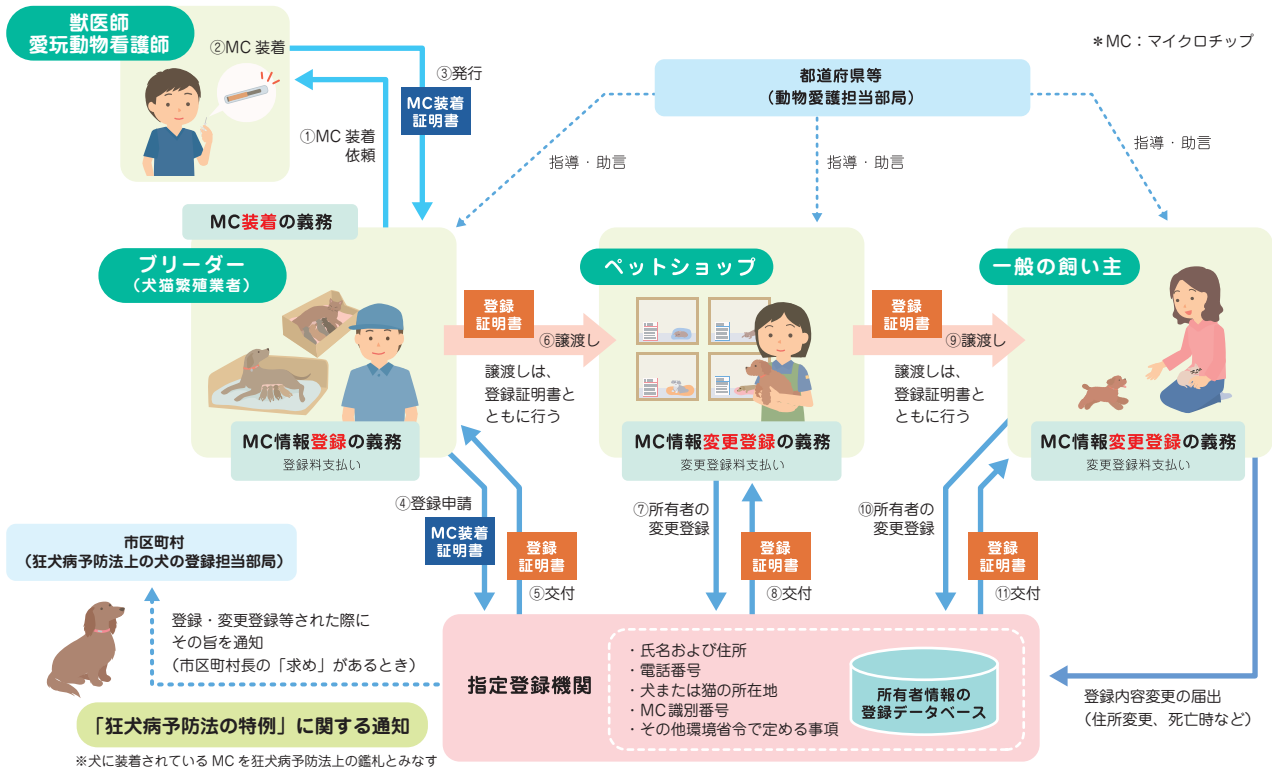 獣医師
愛玩動物看護師
②MC 装着
③発行
MC装着
証明書
①MC 装着
依頼
＊MC：マイクロチップ
都道府県等
（動物愛護担当部局）
指導・助言
指導・助言
指導・助言
MC装着の義務
ブリーダー
（犬猫繁殖業者）
ペットショップ
一般の飼い主
登録
証明書
⑥譲渡し
譲渡しは、
登録証明書と
ともに行う
登録
証明書
⑨譲渡し
譲渡しは、
登録証明書と
ともに行う
MC情報登録の義務
登録料支払い
MC情報変更登録の義務
変更登録料支払い
MC情報変更登録の義務
変更登録料支払い
④登録申請
MC装着
証明書
登録
証明書
⑤交付
⑦所有者の
変更登録
登録
証明書
⑧交付
⑩所有者の
変更登録
登録
証明書
⑪交付
市区町村
（狂犬病予防法上の犬の登録担当部局）
登録・変更登録等された際に
その旨を通知
（市区町村長の「求め」があるとき）
「狂犬病予防法の特例」に関する通知
※犬に装着されている MC を狂犬病予防法上の鑑札とみなす
指定登録機関
・氏名および住所
・電話番号
・犬または猫の所在地
・MC 識別番号
・その他環境省令で定める事項
所有者情報の
登録データベース
登録内容変更の届出
（住所変更、死亡時など）